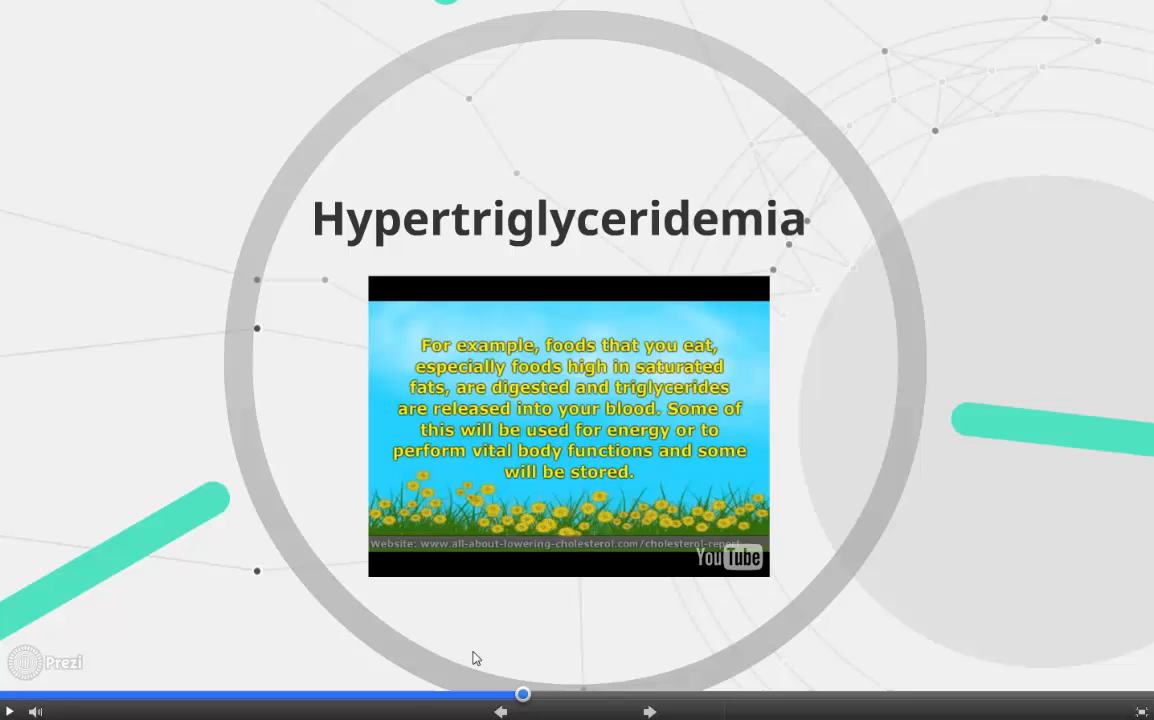 Hypertriglyceridemia
For example, foods that you eat,
especially foods high in saturated
fats, are digested and triglycerides
are released into your blood. Some of
this will be used for energy or to
perform vital body functions and some
will be stored.
Website: www.all-about-lowering-cholesterol.com/cholesterol-report
YouTube
Prezi